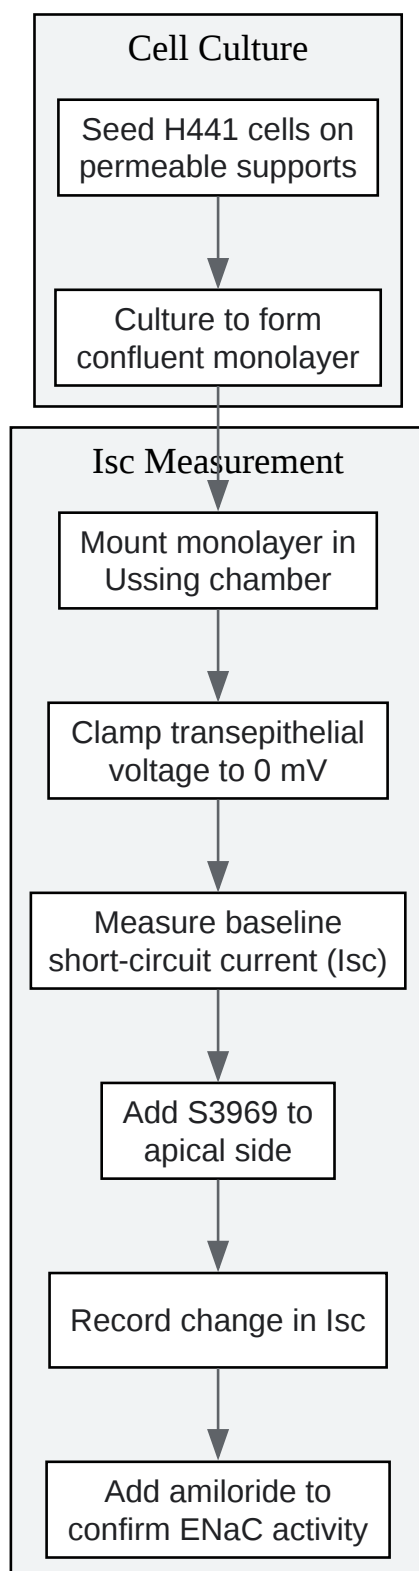 Cell Culture
Seed H441 cells on
permeable supports
Culture to form
confluent monolayer
Isc Measurement
Mount monolayer in
Ussing chamber
Clamp transepithelial
voltage to 0 mV
Measure baseline
short-circuit current (Isc)
Add S3969 to
apical side
Record change in Isc
Add amiloride to
confirm ENaC activity